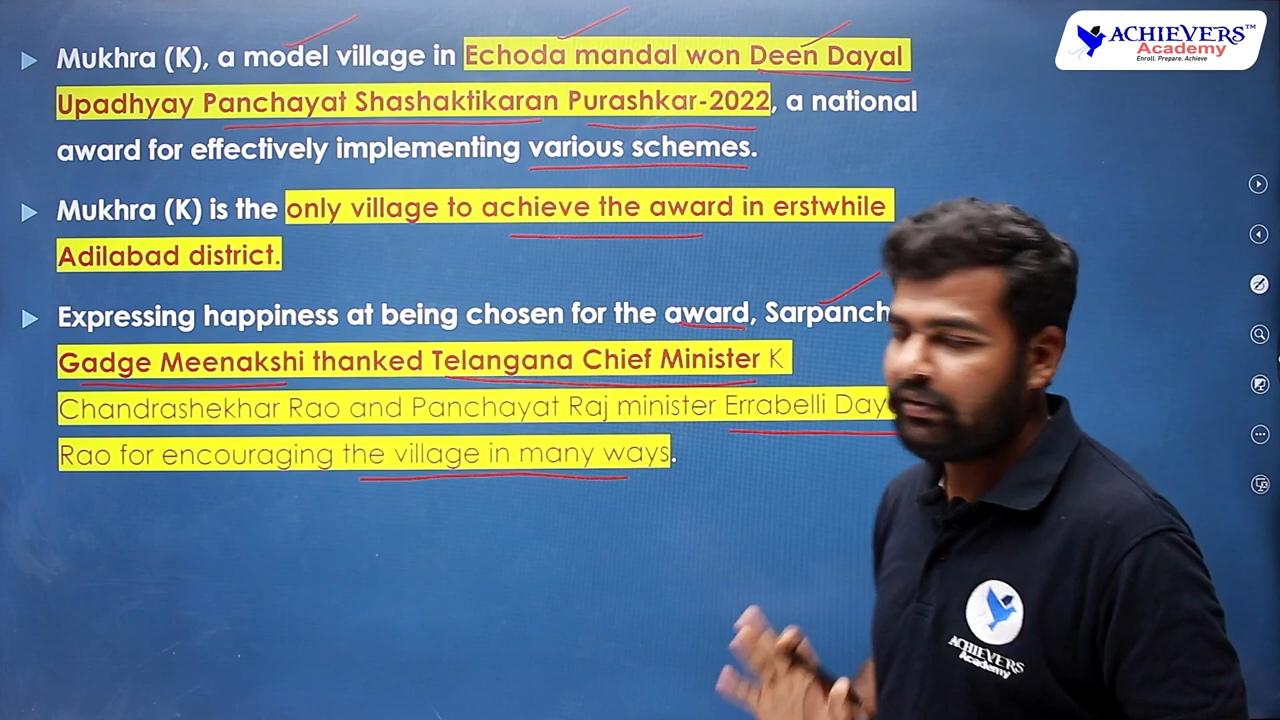 Mukhra (K), a model village in Echoda mandal won Deen Dayal
Upadhyay Panchayat Shashaktikaran Purashkar-2022, a national
award for effectively implementing various schemes.
Mukhra (K) is the only village to achieve the award in erstwhile
Adilabad district.
Expressing happiness at being chosen for the award, Sarpanch
Gadge Meenakshi thanked Telangana Chief Minister K
Chandrashekhar Rao and Panchayat Raj minister Errabelli Day
Rao for encouraging the village in many ways.
ACHIEVERS™
Academy
Enroll. Prepare. Achieve
ACHIEVERS
Academy